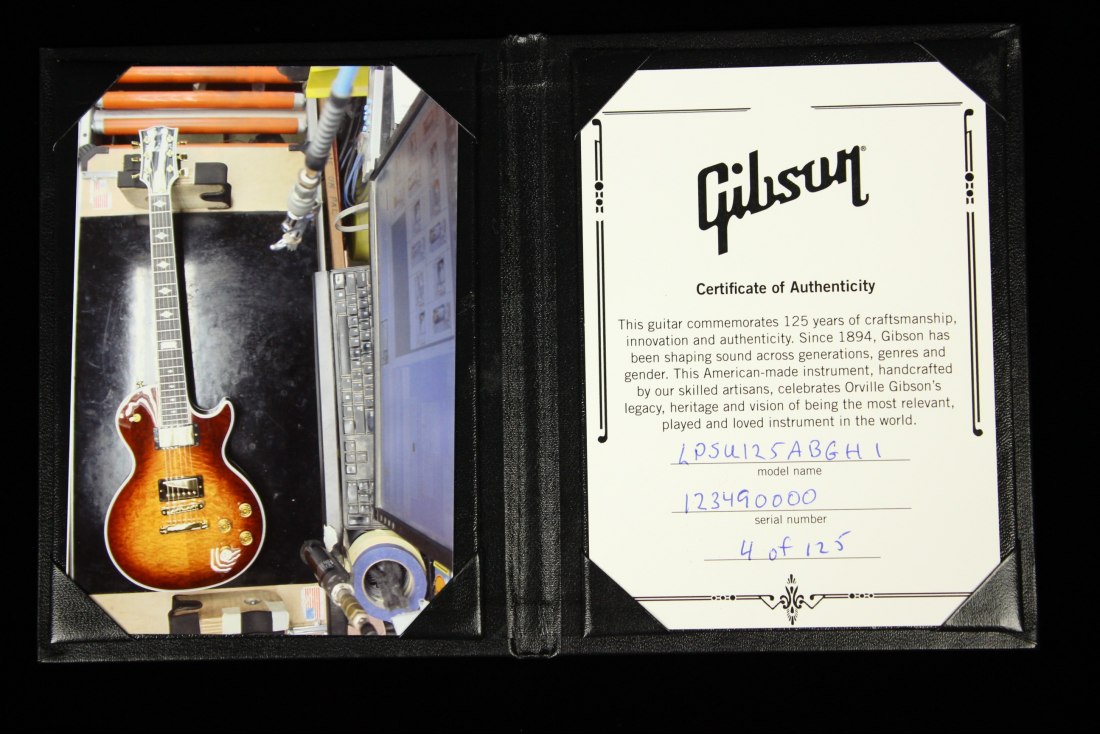 Gibson®
Certificate of Authenticity
This guitar commemorates 125 years of craftsmanship,
innovation and authenticity. Since 1894, Gibson has
been shaping sound across generations, genres and
gender. This American-made instrument, handcrafted
by our skilled artisans, celebrates Orville Gibson's
legacy, heritage and vision of being the most relevant,
played and loved instrument in the world.
LPSU125ABGH1
model name
123490000
serial number
4 of 125